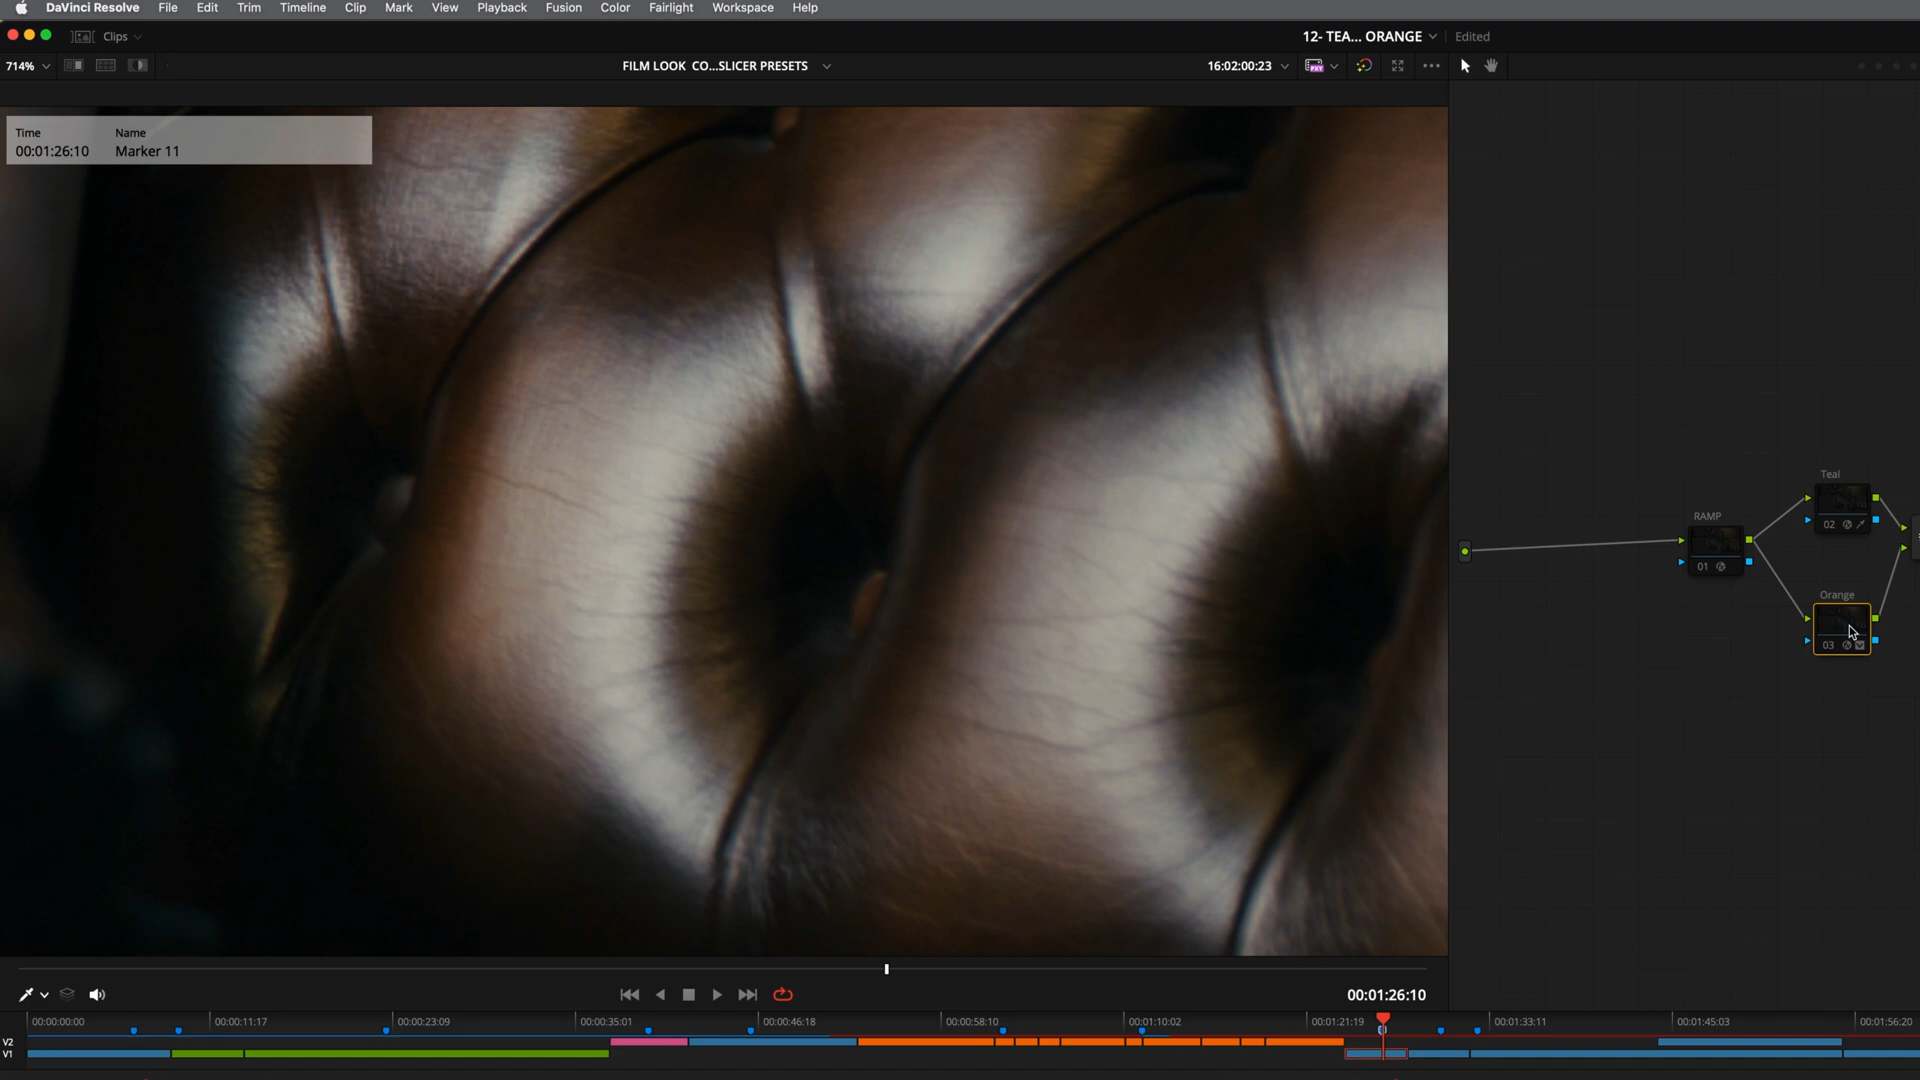 DaVinci Resolve File Edit Trim Timeline Clip Mark View Playback Fusion Color Fairlight Workspace Help
Clips
12- TEA... ORANGE
Edited
714%
FILM LOOK CO...SLICER PRESETS
16:02:00:23
PXY
Time Name
00:01:26:10 Marker 11
Teal
02
RAMP
01
Orange
03
00:01:26:10
00:00:00:00 00:00:11:17 00:00:23:09 00:00:35:01 00:00:46:18 00:00:58:10 00:01:10:02 00:01:21:19 00:01:33:11 00:01:45:03 00:01:56:20
V2
V1